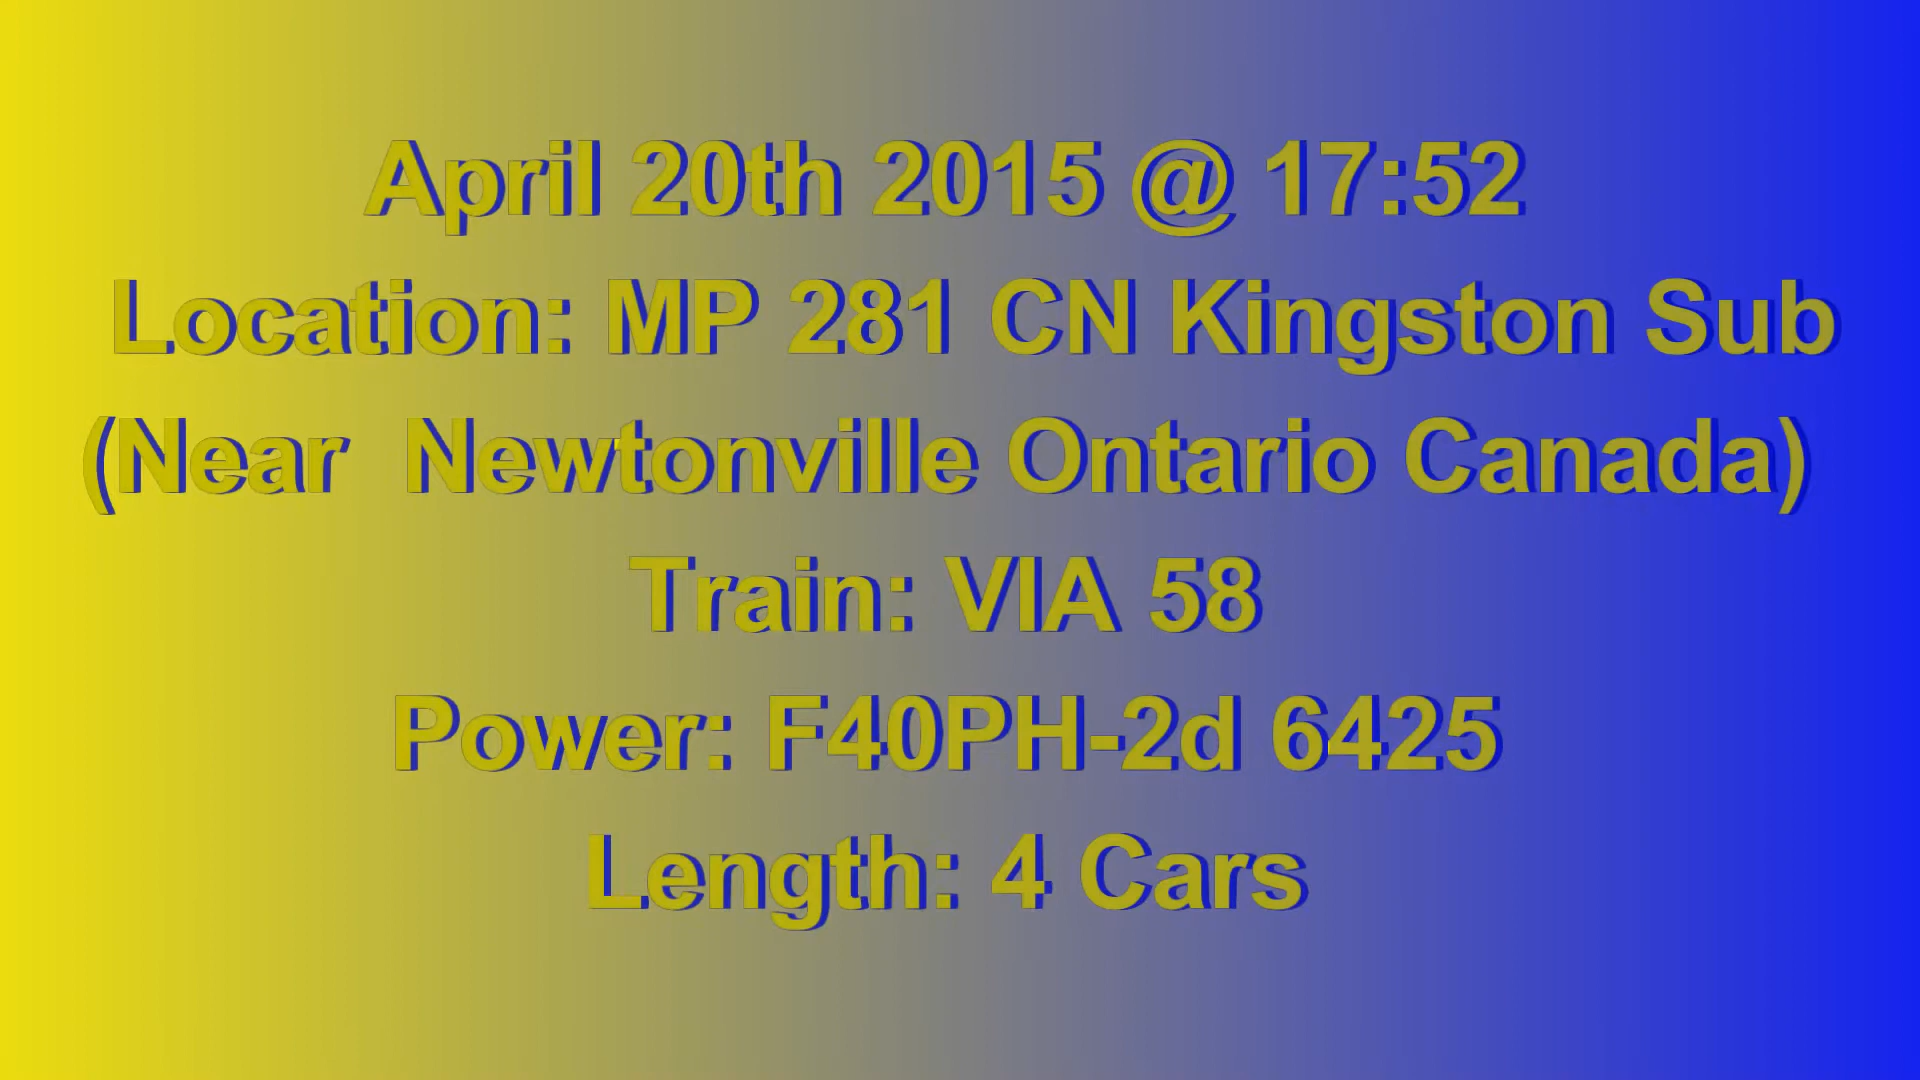 April 20th 2015 @ 17:52
Location: MP 281 CN Kingston Sub
(Near Newtonville Ontario Canada)
Train: VIA 58
Power: F40PH-2d 6425
Length: 4 Cars